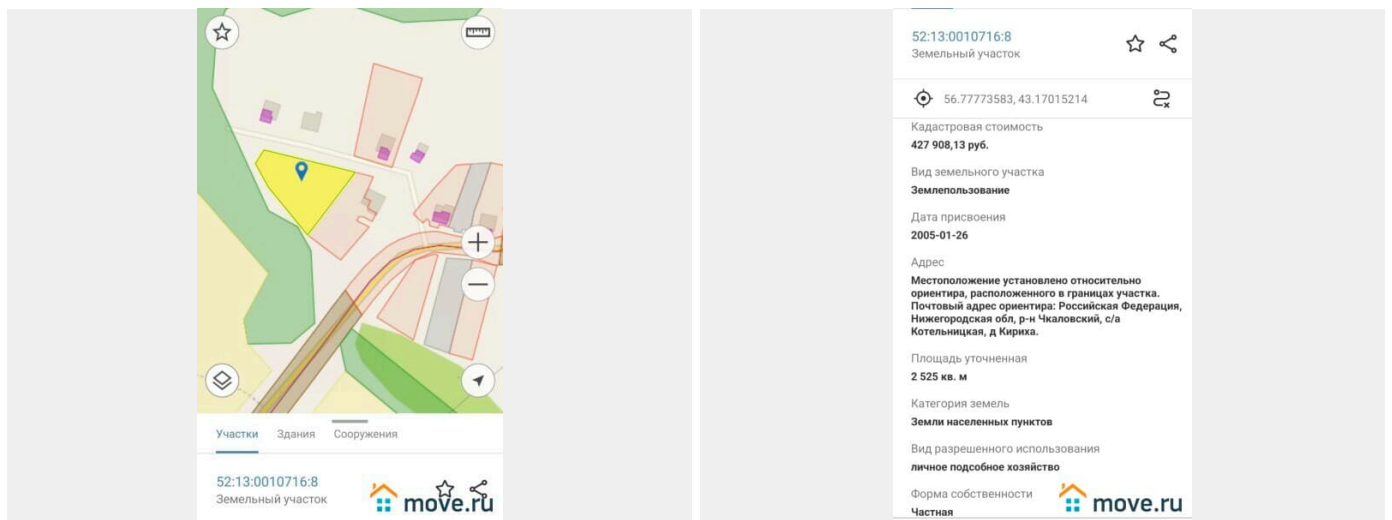 Участки Здания Сооружения
52:13:0010716:8
Земельный участок
move.ru
52:13:0010716:8
Земельный участок
56.77773583, 43.17015214
Кадастровая стоимость
427 908,13 руб.
Вид земельного участка
Землепользование
Дата присвоения
2005-01-26
Адрес
Местоположение установлено относительно
ориентира, расположенного в границах участка.
Почтовый адрес ориентира: Российская Федерация,
Нижегородская обл, р-н Чкаловский, с/а
Котельницкая, д Кириха.
Площадь уточненная
2 525 кв. м
Категория земель
Земли населенных пунктов
Вид разрешенного использования
личное подсобное хозяйство
Форма собственности
Частная
move.ru